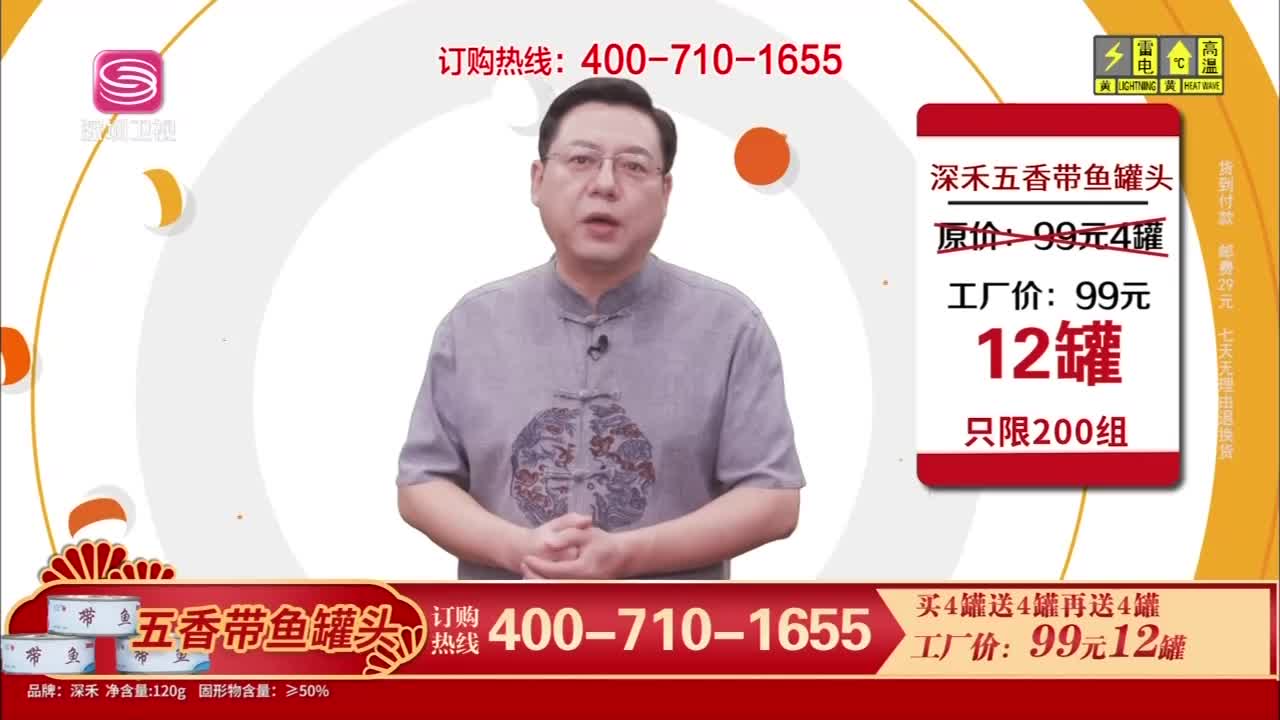 订购热线：400-710-1655
深圳卫视
雷电
℃
高温
黄 LIGHTNING 黄 HEAT WAVE
深禾五香带鱼罐头
原价：99元4罐
工厂价：99元
12罐
只限200组
货到付款 邮费29元 七天无理由退换货
带鱼
带鱼
带鱼
五香带鱼罐头
订购热线
400-710-1655
买4罐送4罐再送4罐
工厂价：99元12罐
品牌：深禾 净含量:120g 固形物含量：≥50%